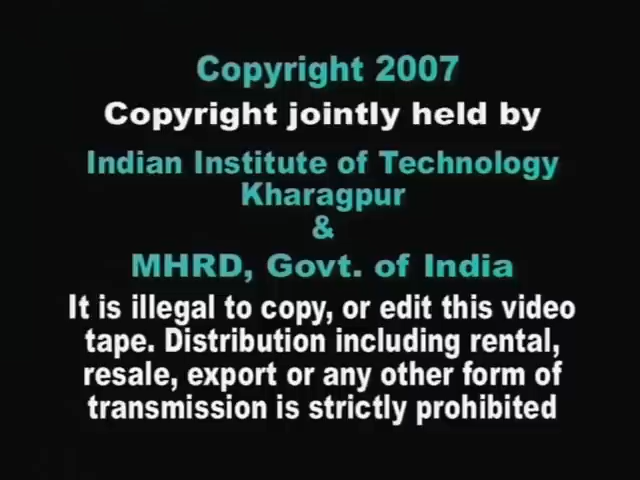 Copyright 2007
Copyright jointly held by
Indian Institute of Technology
Kharagpur
&
MHRD, Govt. of India
It is illegal to copy, or edit this video
tape. Distribution including rental,
resale, export or any other form of
transmission is strictly prohibited